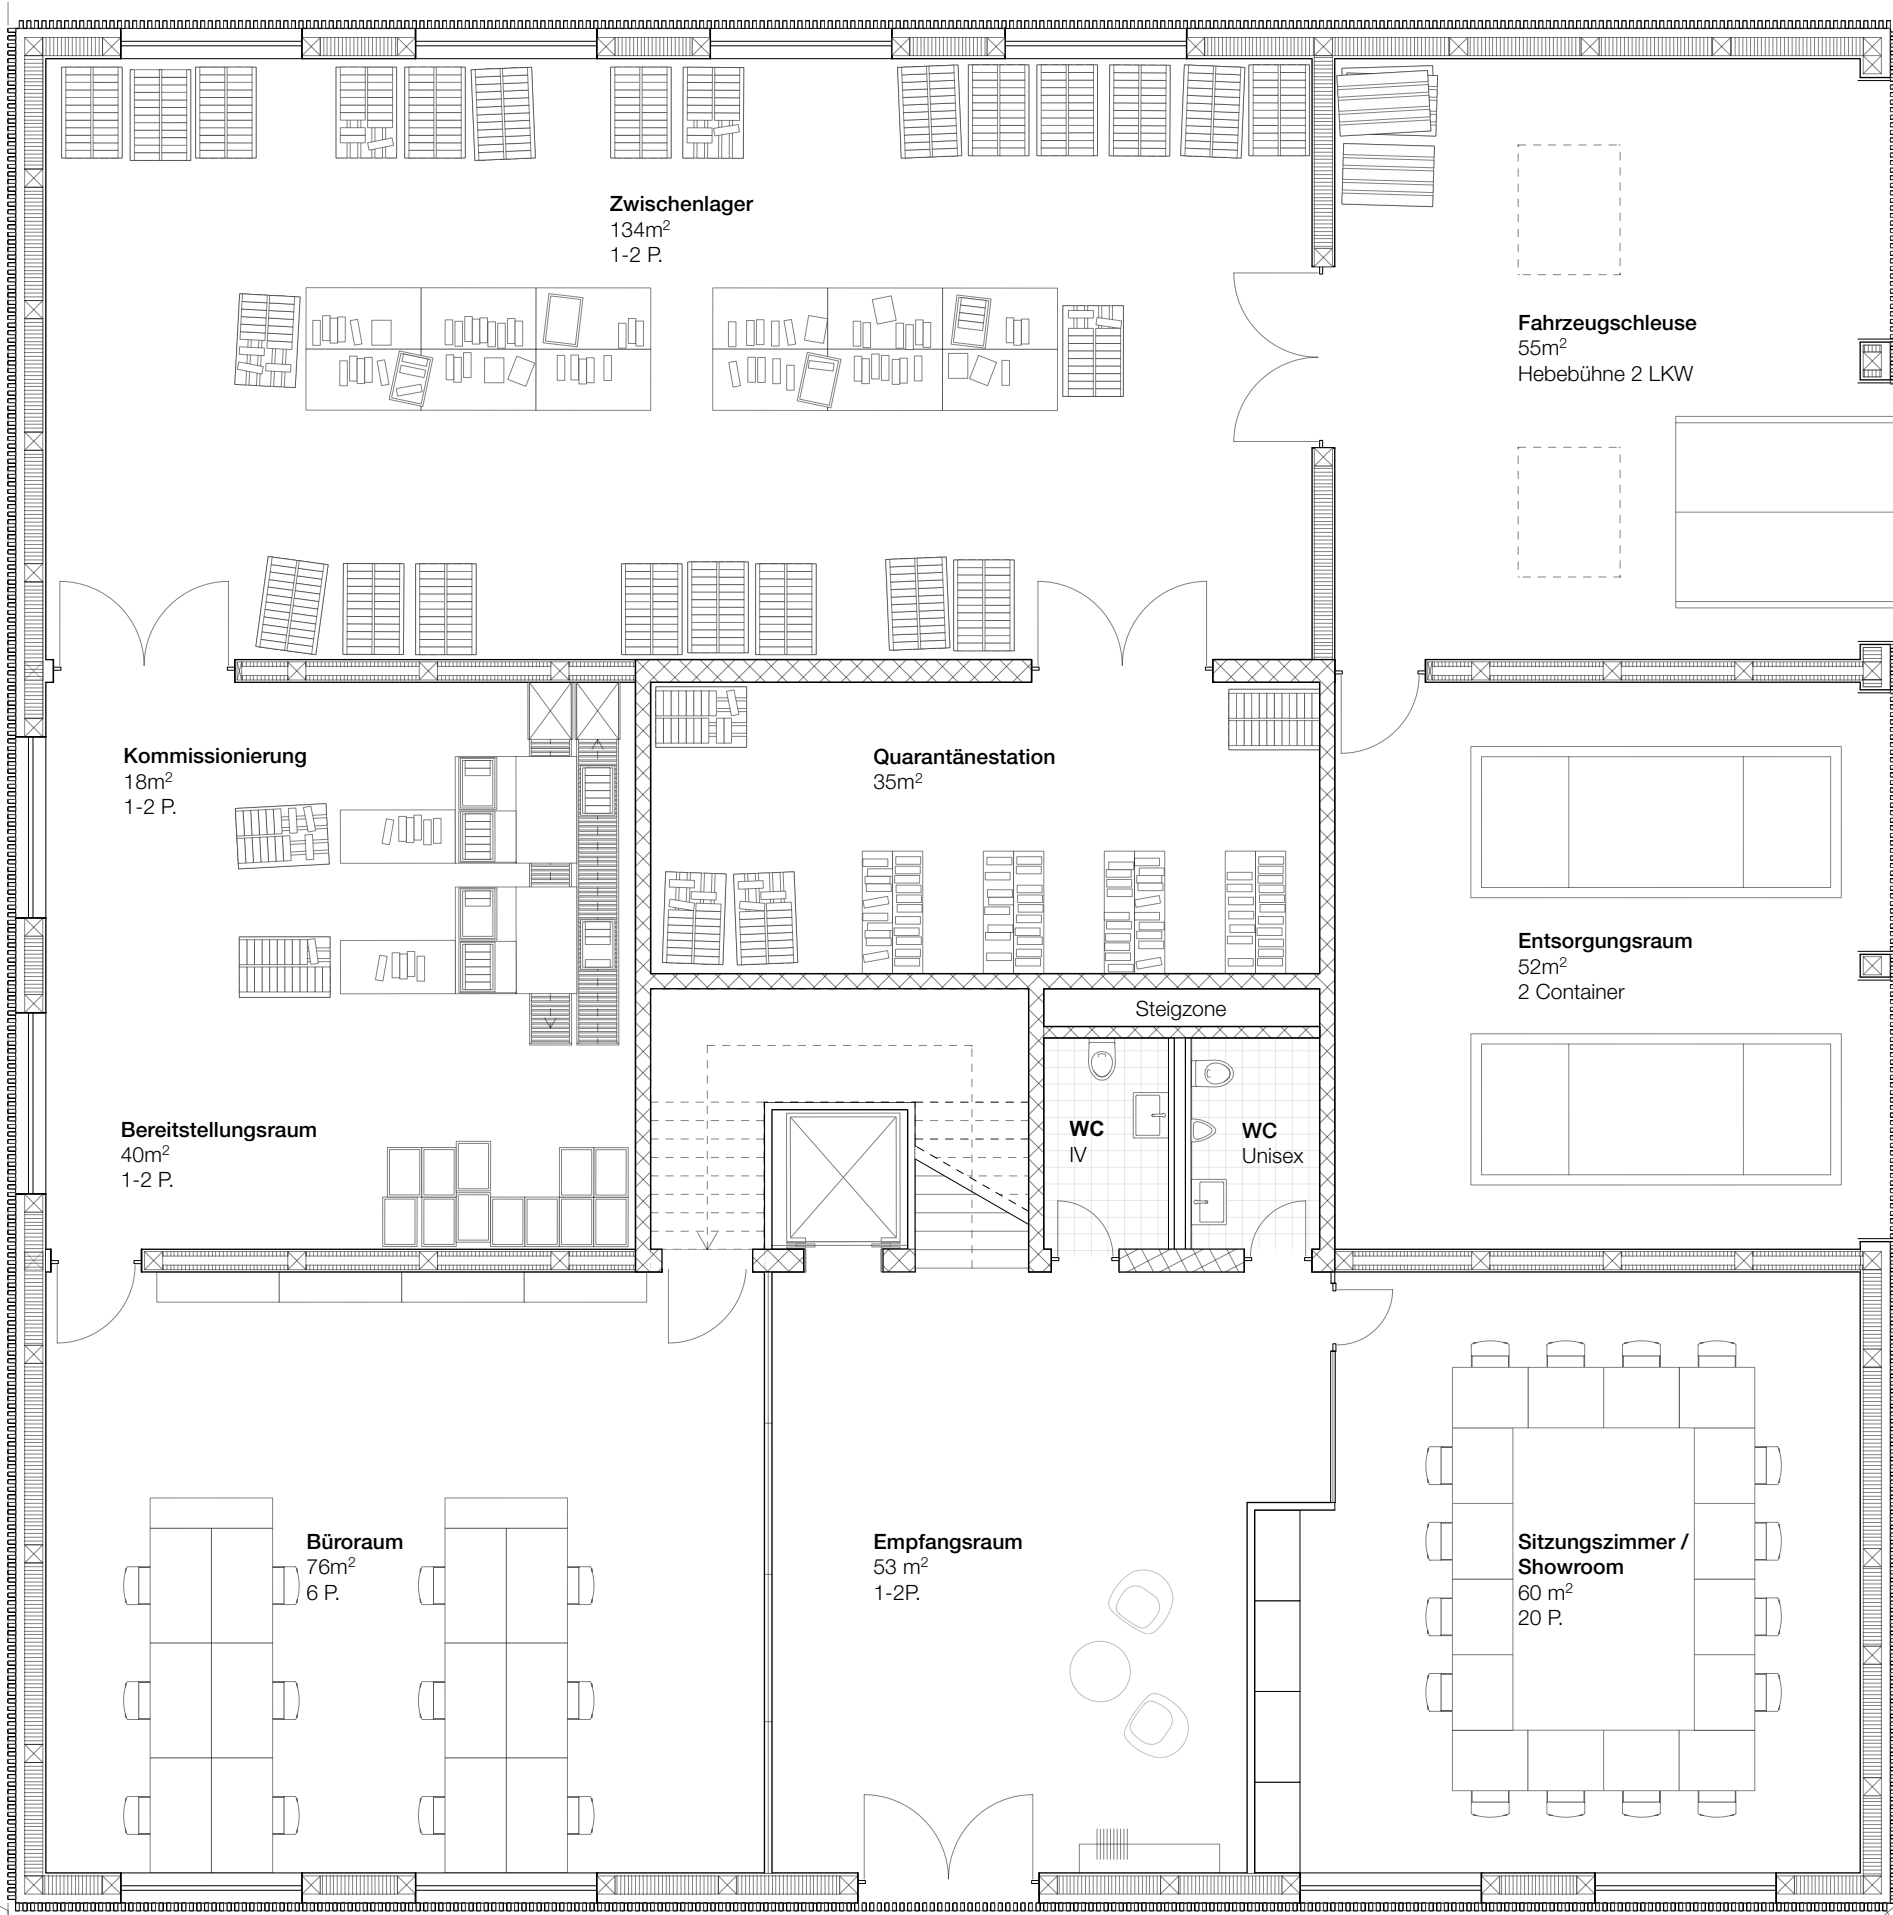 Zwischenlager
134m²
1-2 P.
Fahrzeugschleuse
55m²
Hebebühne 2 LKW
Kommissionierung
18m²
1-2 P.
Quarantänestation
35m²
Entsorgungsraum
52m²
2 Container
Steigzone
Bereitstellungsraum
40m²
1-2 P.
WC
IV
WC
Unisex
Büroraum
76m²
6 P.
Empfangsraum
53 m²
1-2P.
Sitzungszimmer /
Showroom
60 m²
20 P.